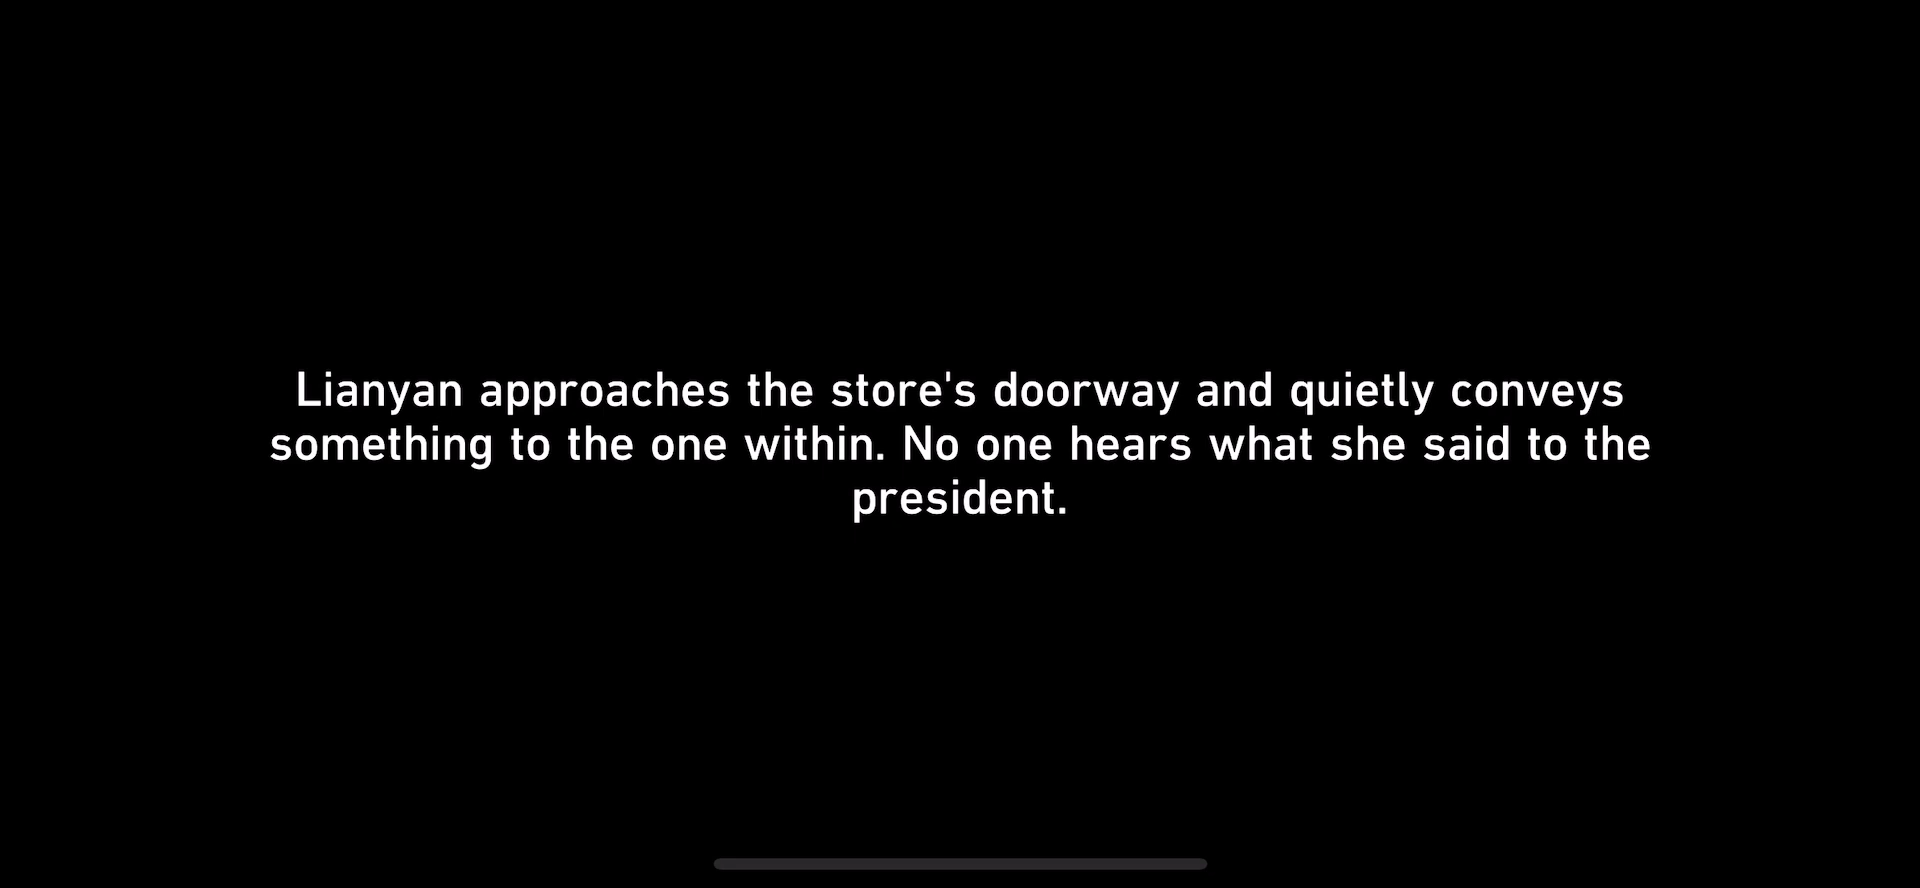 Lianyan approaches the store's doorway and quietly conveys
something to the one within. No one hears what she said to the
president.